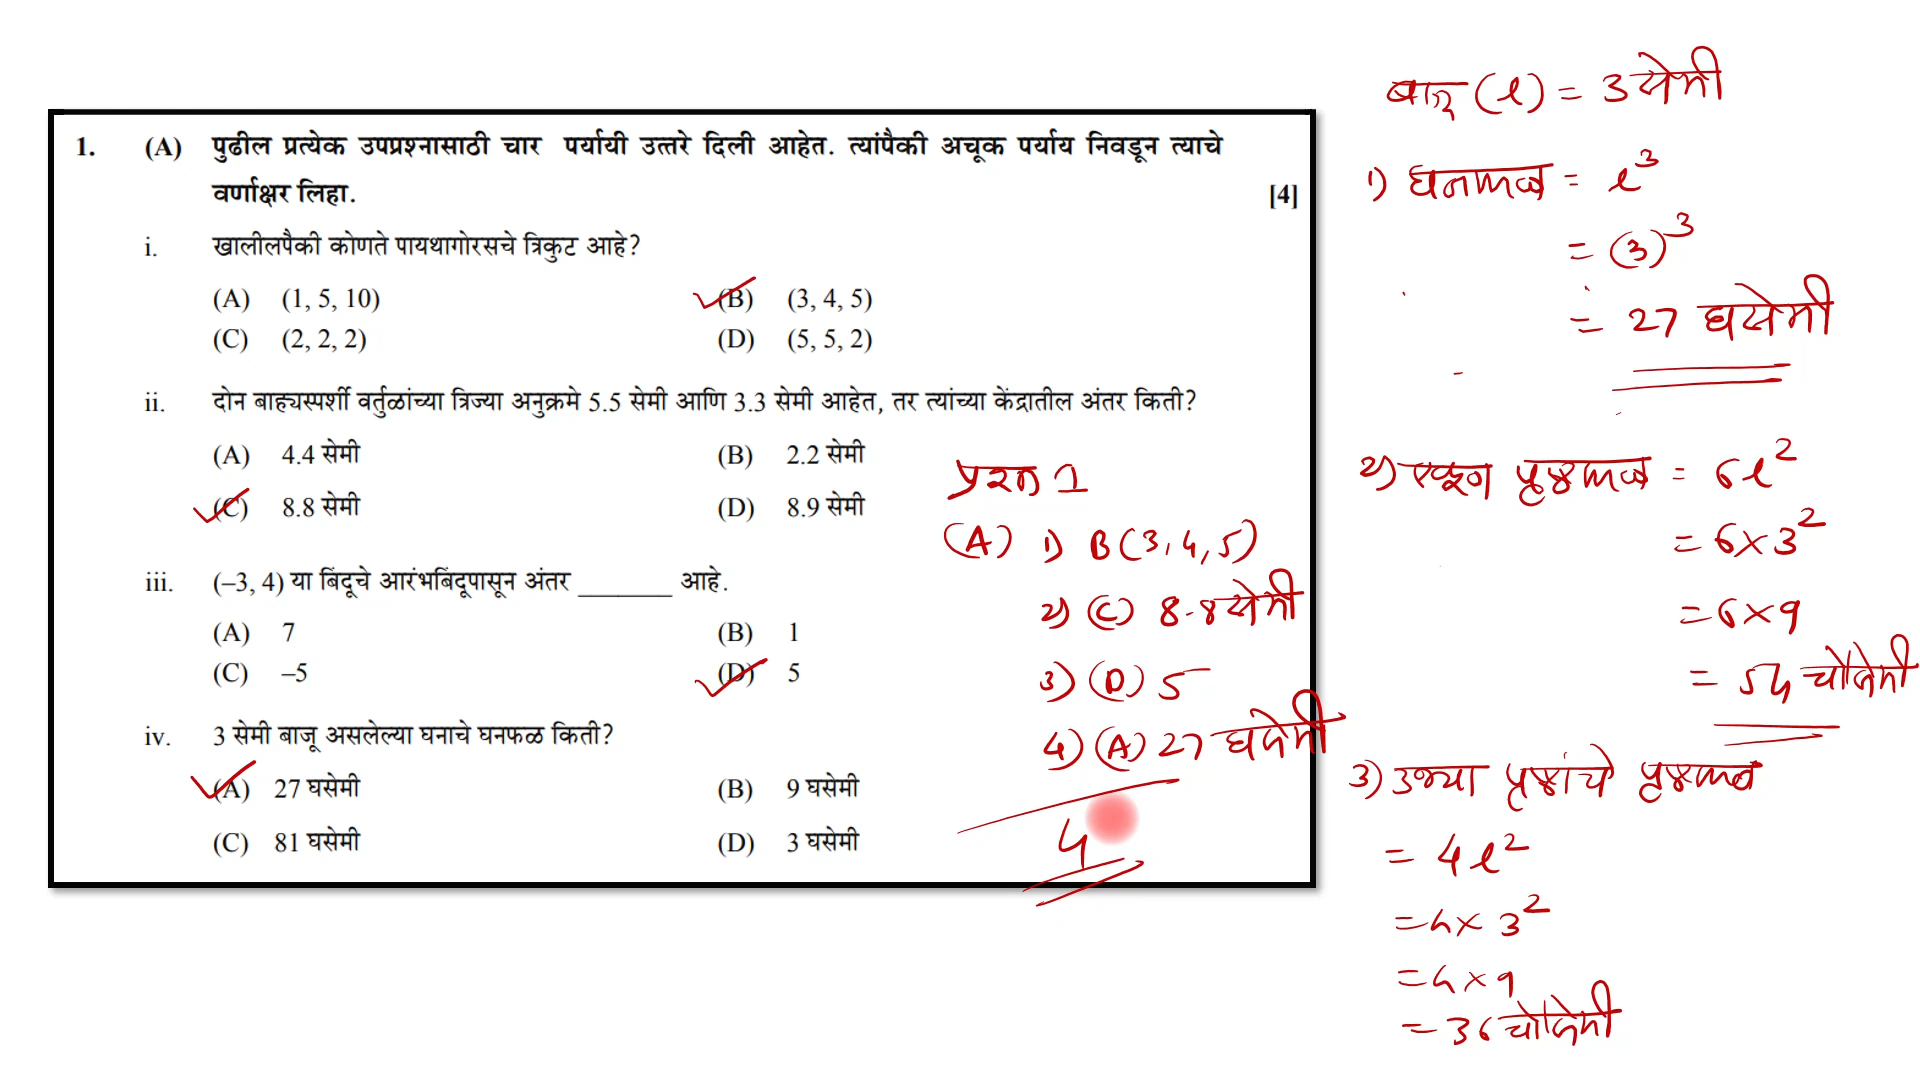 1. (A) पुढील प्रत्येक उपप्रश्नासाठी चार पर्यायी उत्तरे दिली आहेत. त्यांपैकी अचूक पर्याय निवडून त्याचे
वर्णाक्षर लिहा. [4]
i. खालीलपैकी कोणते पायथागोरसचे त्रिकुट आहे?
(A) (1, 5, 10) (B) (3, 4, 5)
(C) (2, 2, 2) (D) (5, 5, 2)
ii. दोन बाह्यस्पर्शी वर्तुळांच्या त्रिज्या अनुक्रमे 5.5 सेमी आणि 3.3 सेमी आहेत, तर त्यांच्या केंद्रातील अंतर किती?
(A) 4.4 सेमी (B) 2.2 सेमी
(C) 8.8 सेमी (D) 8.9 सेमी
iii. (–3, 4) या बिंदूचे आरंभबिंदूपासून अंतर _______ आहे.
(A) 7 (B) 1
(C) –5 (D) 5
iv. 3 सेमी बाजू असलेल्या घनाचे घनफळ किती?
(A) 27 घसेमी (B) 9 घसेमी
(C) 81 घसेमी (D) 3 घसेमी
प्रश्न 1
(A) 1) B (3, 4, 5)
2) (C) 8.8 सेमी
3) (D) 5
4) (A) 27 घसेमी
4
बाजू (l) = 3 सेमी
1) घनफळ = l³
= (3)³
= 27 घसेमी
2) एकूण पृष्ठफळ = 6l²
= 6 × 3²
= 6 × 9
= 54 चौसेमी
3) उभ्या पृष्ठांचे पृष्ठफळ
= 4l²
= 4 × 3²
= 4 × 9
= 36 चौसेमी